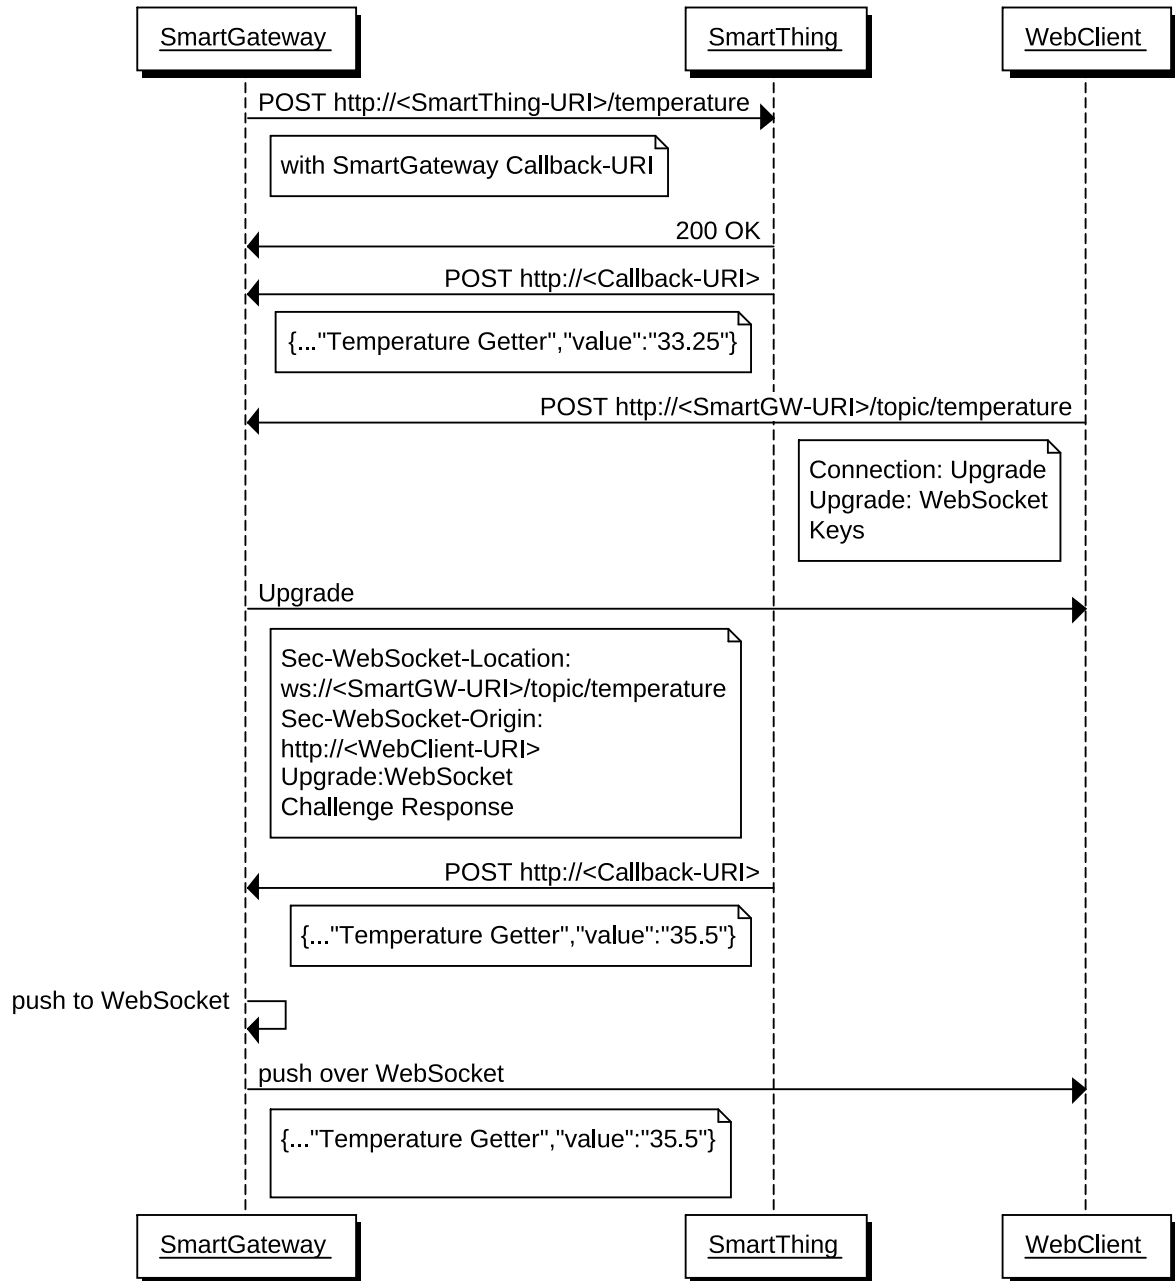 SmartGateway
SmartThing
WebClient
POST http://<SmartThing-URI>/temperature
with SmartGateway Callback-URI
200 OK
POST http://<Callback-URI>
{..."Temperature Getter","value":"33.25"}
POST http://<SmartGW-URI>/topic/temperature
Connection: Upgrade
Upgrade: WebSocket
Keys
Upgrade
Sec-WebSocket-Location:
ws://<SmartGW-URI>/topic/temperature
Sec-WebSocket-Origin:
http://<WebClient-URI>
Upgrade:WebSocket
Challenge Response
POST http://<Callback-URI>
{..."Temperature Getter","value":"35.5"}
push to WebSocket
push over WebSocket
{..."Temperature Getter","value":"35.5"}
SmartGateway
SmartThing
WebClient